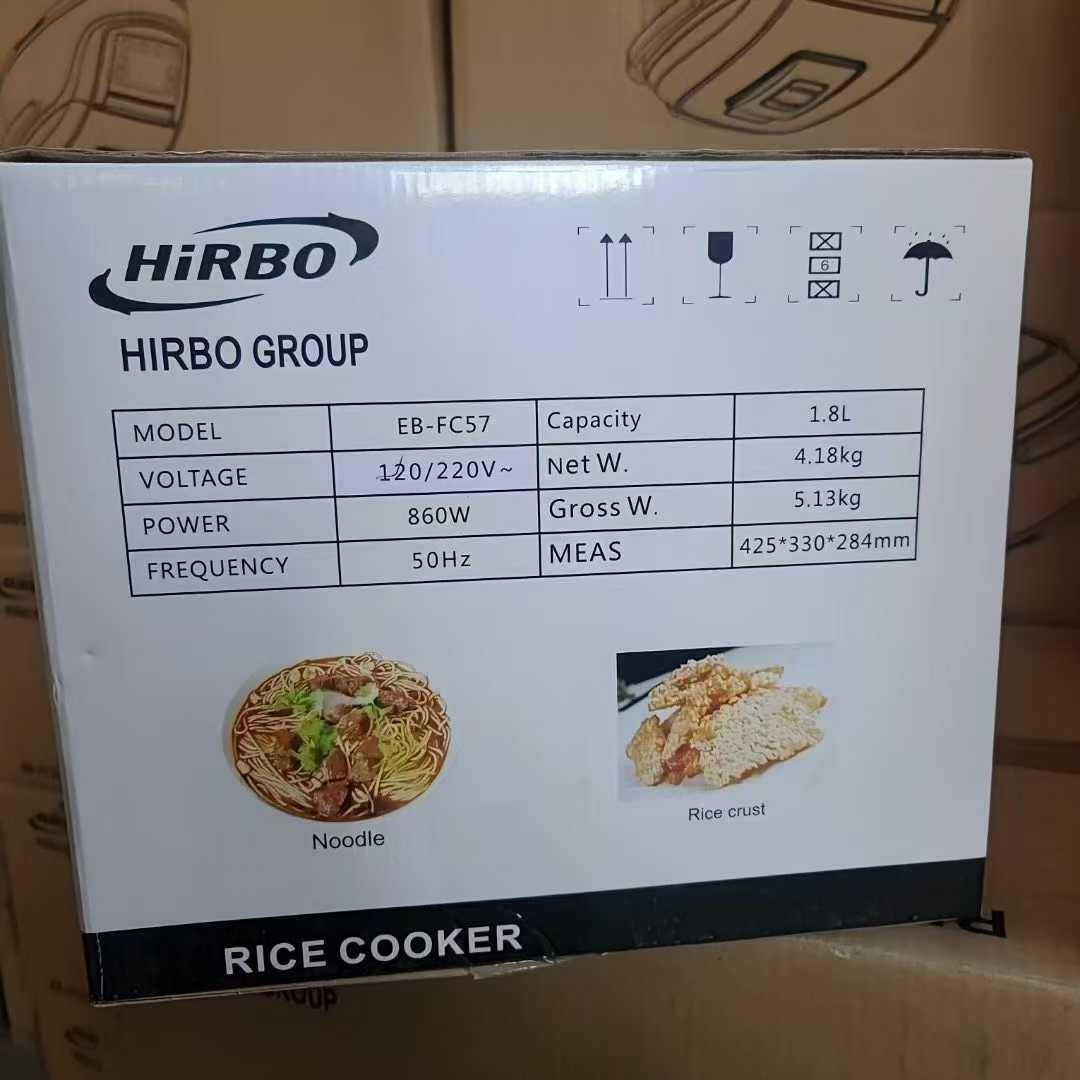 HiRBO
HIRBO GROUP
6
MODEL EB-FC57 Capacity 1.8L
VOLTAGE 120/220V~ Net W. 4.18kg
POWER 860W Gross W. 5.13kg
FREQUENCY 50Hz MEAS 425*330*284mm
Noodle
Rice crust
RICE COOKER